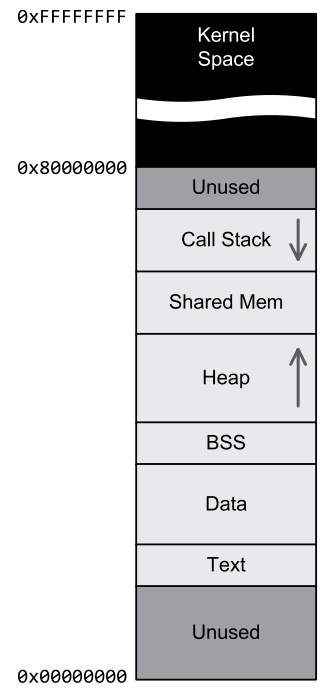 0xFFFFFFFF
Kernel
Space
0x80000000
Unused
Call Stack
Shared Mem
Heap
BSS
Data
Text
Unused
0x00000000